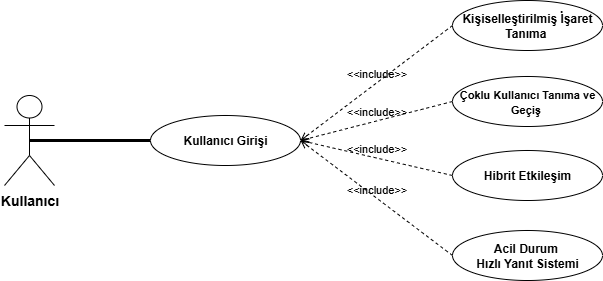 Kişiselleştirilmiş İşaret
Tanıma
<<include>>
Çoklu Kullanıcı Tanıma ve
Geçiş
<<include>>
Kullanıcı Girişi
<<include>>
Hibrit Etkileşim
<<include>>
Kullanıcı
Acil Durum
Hızlı Yanıt Sistemi